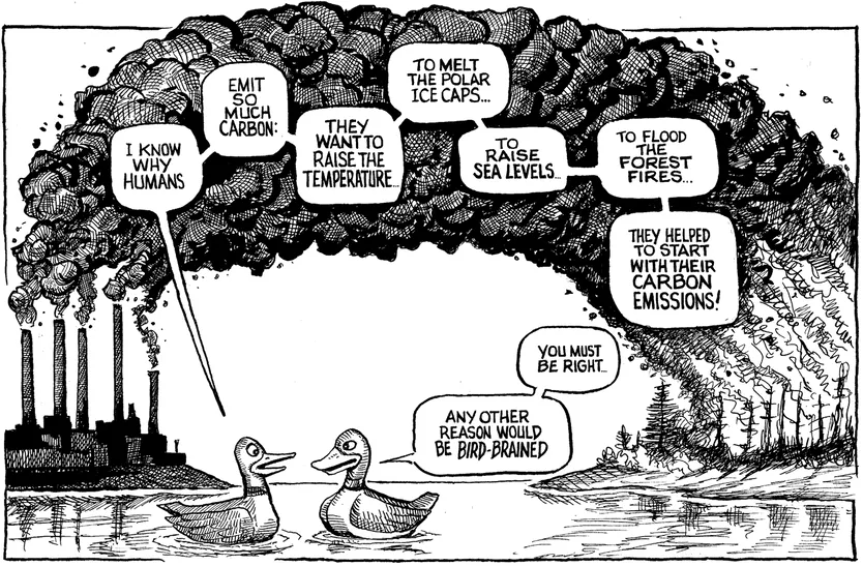 I KNOW
WHY
HUMANS
EMIT
SO
MUCH
CARBON:
THEY
WANT TO
RAISE THE
TEMPERATURE...
TO MELT
THE POLAR
ICE CAPS...
TO
RAISE
SEA LEVELS...
TO FLOOD
THE
FOREST
FIRES...
THEY HELPED
TO START
WITH THEIR
CARBON
EMISSIONS!
YOU MUST
BE RIGHT...
ANY OTHER
REASON WOULD
BE BIRD-BRAINED